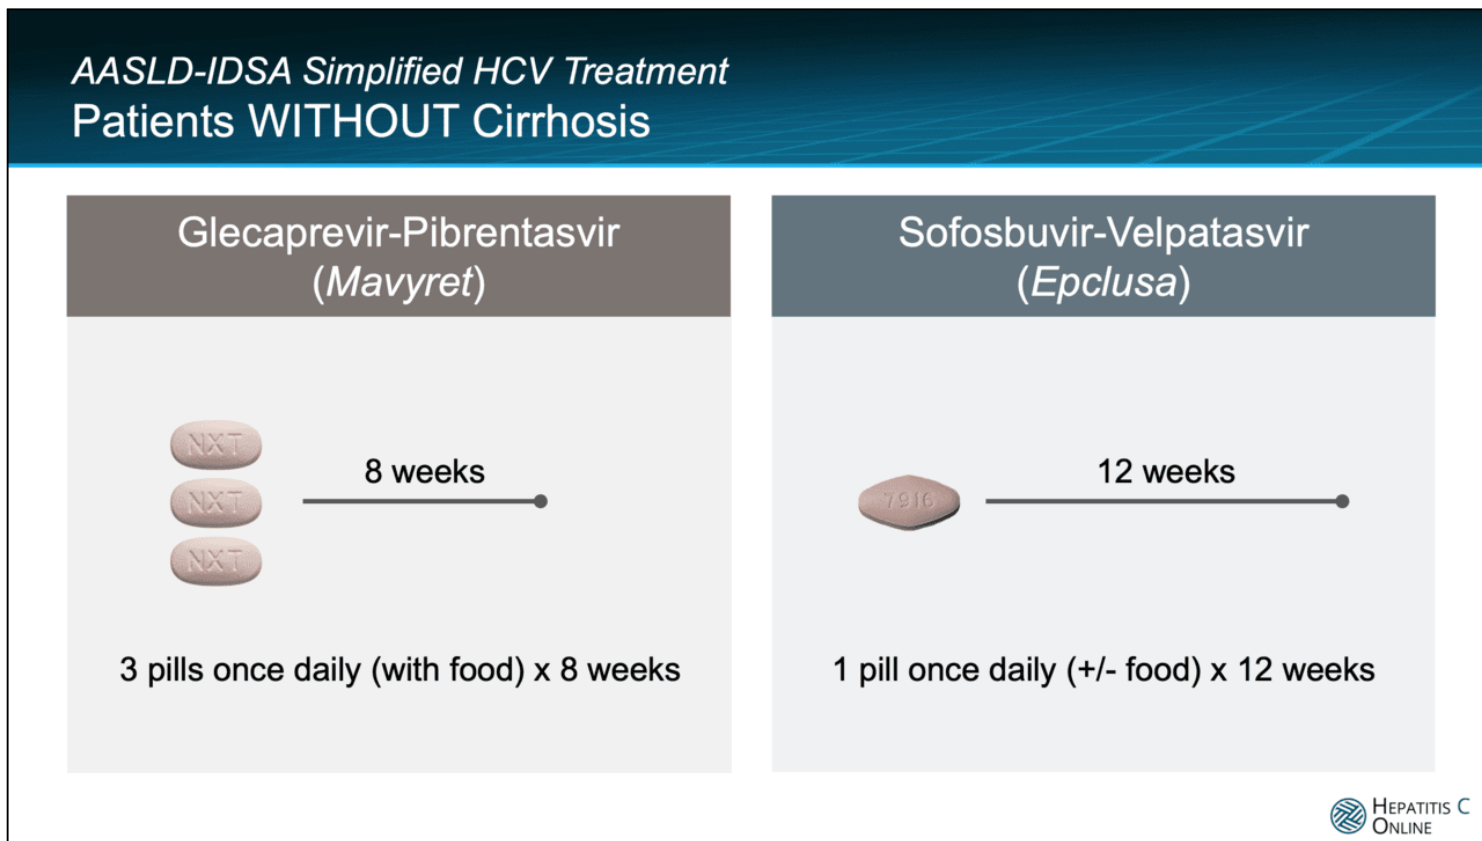 AASLD-IDSA Simplified HCV Treatment
Patients WITHOUT Cirrhosis
Glecaprevir-Pibrentasvir
(Mavyret)
NXT
NXT
NXT
8 weeks
3 pills once daily (with food) x 8 weeks
Sofosbuvir-Velpatasvir
(Epclusa)
7916
12 weeks
1 pill once daily (+/- food) x 12 weeks
HEPATITIS C
ONLINE